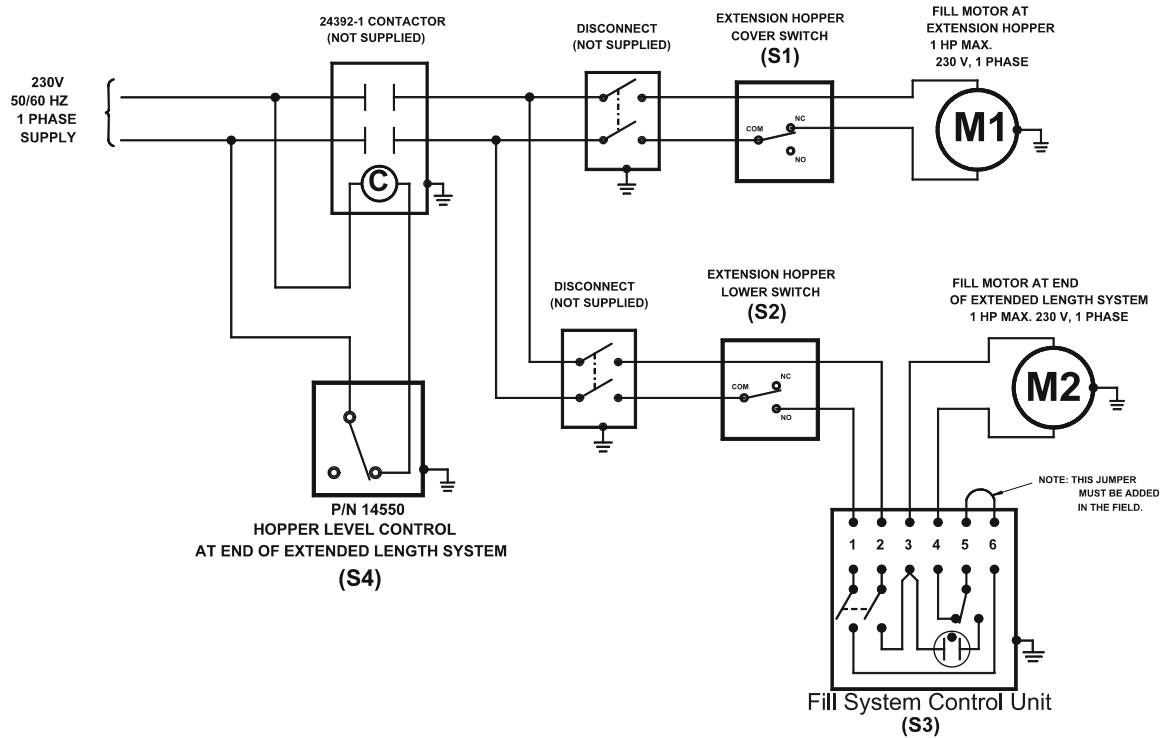 24392-1 CONTACTOR
(NOT SUPPLIED)
DISCONNECT
(NOT SUPPLIED)
EXTENSION HOPPER
COVER SWITCH
(S1)
FILL MOTOR AT
EXTENSION HOPPER
1 HP MAX.
230 V, 1 PHASE
230V
50/60 HZ
1 PHASE
SUPPLY
COM
NC
NO
M1
C
DISCONNECT
(NOT SUPPLIED)
EXTENSION HOPPER
LOWER SWITCH
(S2)
FILL MOTOR AT END
OF EXTENDED LENGTH SYSTEM
1 HP MAX. 230 V, 1 PHASE
COM
NC
NO
M2
NOTE: THIS JUMPER
MUST BE ADDED
IN THE FIELD.
P/N 14550
HOPPER LEVEL CONTROL
AT END OF EXTENDED LENGTH SYSTEM
(S4)
1 2 3 4 5 6
Fill System Control Unit
(S3)